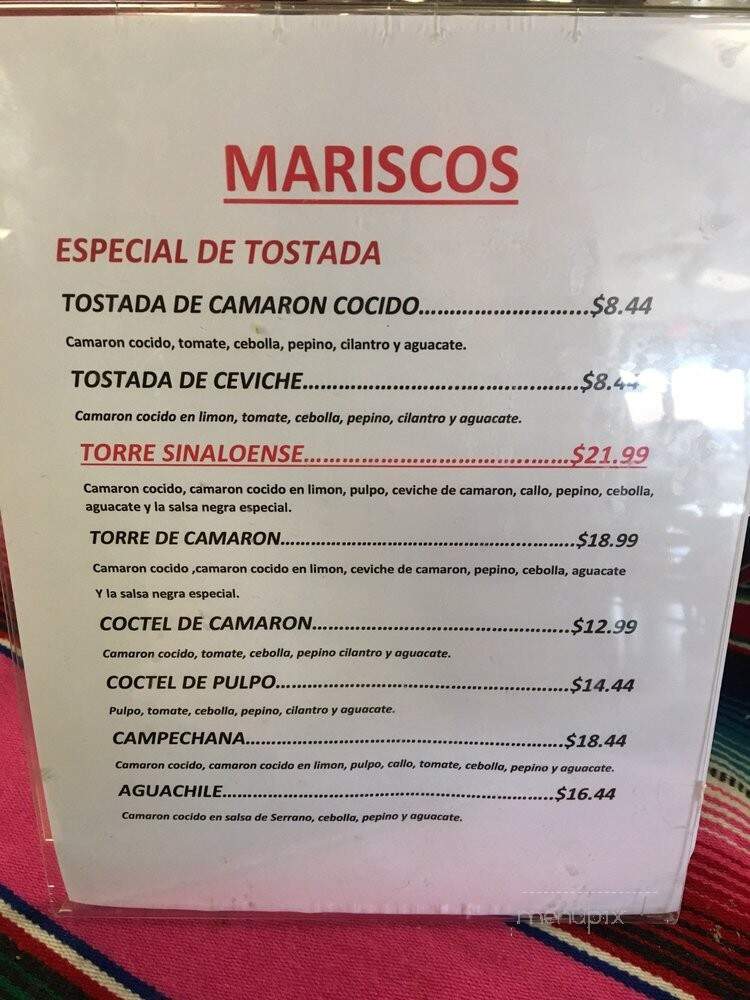 MARISCOS
ESPECIAL DE TOSTADA
TOSTADA DE CAMARON COCIDO...........................$8.44
Camaron cocido, tomate, cebolla, pepino, cilantro y aguacate.
TOSTADA DE CEVICHE...........................................$8.44
Camaron cocido en limon, tomate, cebolla, pepino, cilantro y aguacate.
TORRE SINALOENSE..........................................$21.99
Camaron cocido, camaron cocido en limon, pulpo, ceviche de camaron, callo, pepino, cebolla,
aguacate y la salsa negra especial.
TORRE DE CAMARON..............................................$18.99
Camaron cocido ,camaron cocido en limon, ceviche de camaron, pepino, cebolla, aguacate
Y la salsa negra especial.
COCTEL DE CAMARON.........................................$12.99
Camaron cocido, tomate, cebolla, pepino cilantro y aguacate.
COCTEL DE PULPO...............................................$14.44
Pulpo, tomate, cebolla, pepino, cilantro y aguacate.
CAMPECHANA....................................................$18.44
Camaron cocido, camaron cocido en limon, pulpo, callo, tomate, cebolla, pepino y aguacate.
AGUACHILE.......................................................$16.44
Camaron cocido en salsa de Serrano, cebolla, pepino y aguacate.
menupix